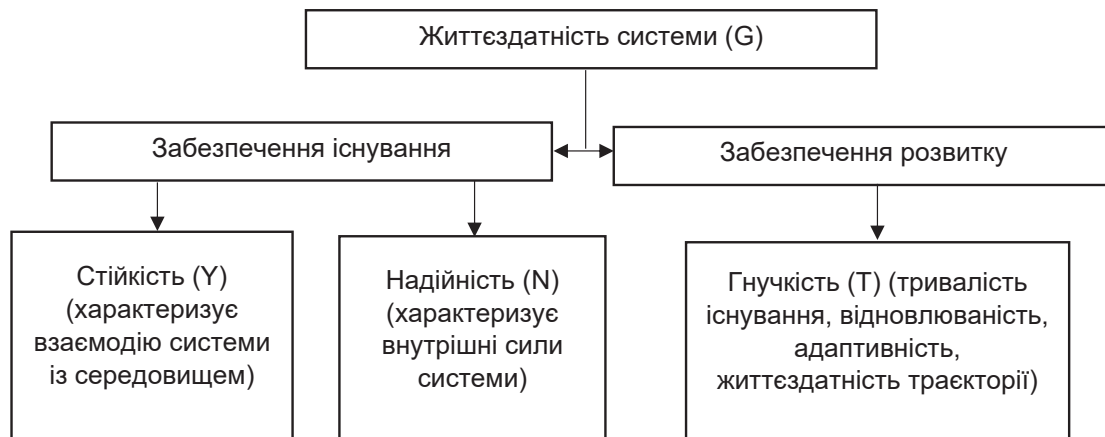 Життєздатність системи (G)
Забезпечення існування
Забезпечення розвитку
Стійкість (Y)
(характеризує
взаємодію системи
із середовищем)
Надійність (N)
(характеризує
внутрішні сили
системи)
Гнучкість (T) (тривалість
існування, відновлюваність,
адаптивність,
життєздатність траєкторії)